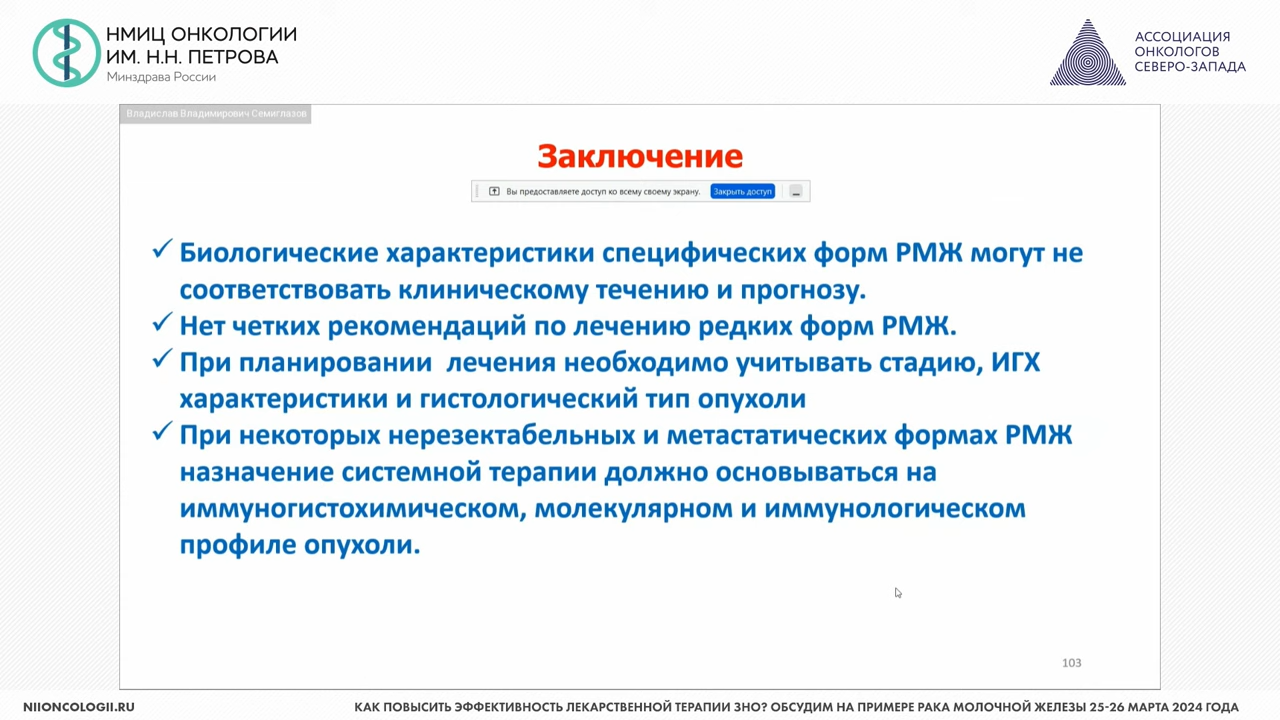 НМИЦ ОНКОЛОГИИ
ИМ. Н.Н. ПЕТРОВА
Минздрава России
АССОЦИАЦИЯ
ОНКОЛОГОВ
СЕВЕРО-ЗАПАДА
Владислав Владимирович Семиглазов
Заключение
Вы предоставляете доступ ко всему своему экрану. Закрыть доступ
✓ Биологические характеристики специфических форм РМЖ могут не
соответствовать клиническому течению и прогнозу.
✓ Нет четких рекомендаций по лечению редких форм РМЖ.
✓ При планировании лечения необходимо учитывать стадию, ИГХ
характеристики и гистологический тип опухоли
✓ При некоторых нерезектабельных и метастатических формах РМЖ
назначение системной терапии должно основываться на
иммуногистохимическом, молекулярном и иммунологическом
профиле опухоли.
103
NIIONCOLOGII.RU
КАК ПОВЫСИТЬ ЭФФЕКТИВНОСТЬ ЛЕКАРСТВЕННОЙ ТЕРАПИИ ЗНО? ОБСУДИМ НА ПРИМЕРЕ РАКА МОЛОЧНОЙ ЖЕЛЕЗЫ 25-26 МАРТА 2024 ГОДА